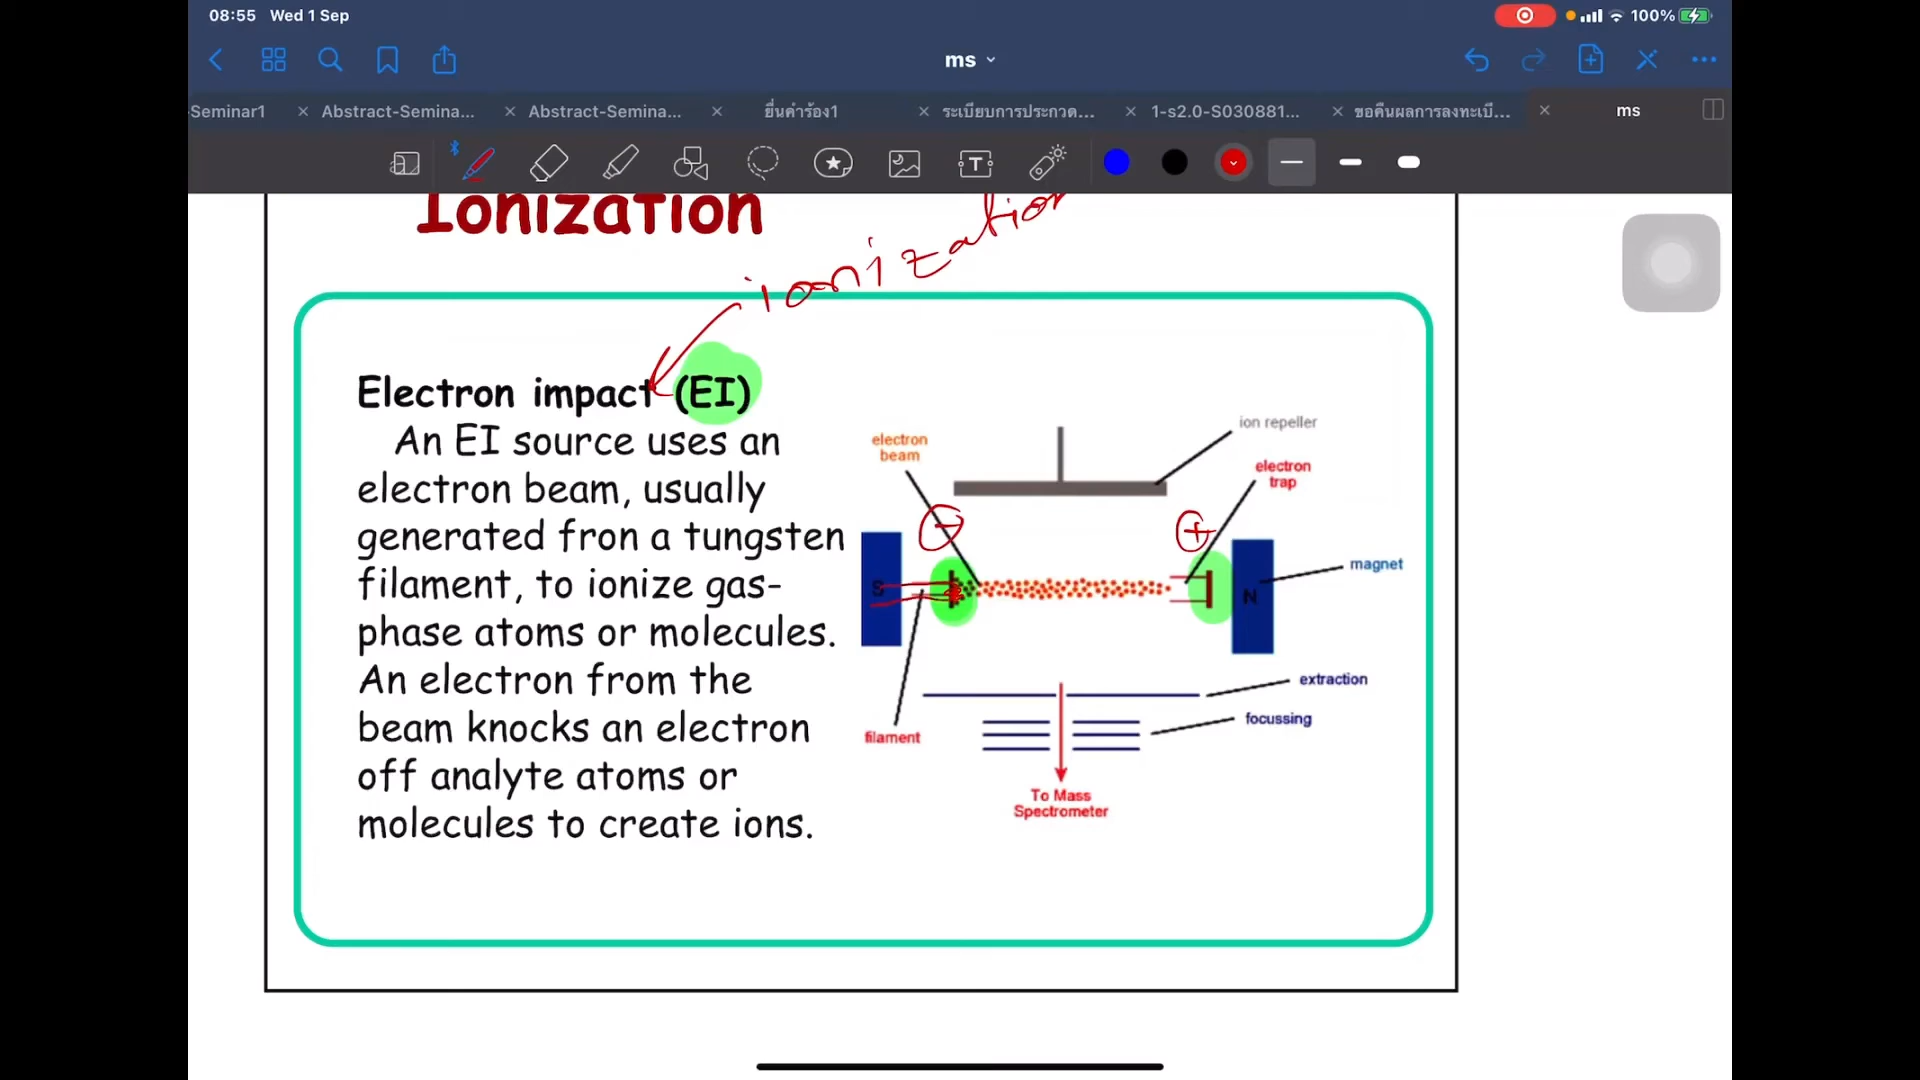 08:55 Wed 1 Sep
100%
ms
Seminar1
Abstract-Semina...
Abstract-Semina...
ยื่นคำร้อง1
ระเบียบการประกวด...
1-s2.0-S030881...
ขอคืนผลการลงทะเบี...
ms
T
Ionization
ionization
Electron impact (EI)
An EI source uses an
electron beam, usually
generated fron a tungsten
filament, to ionize gas-
phase atoms or molecules.
An electron from the
beam knocks an electron
off analyte atoms or
molecules to create ions.
ion repeller
electron
beam
electron
trap
−
+
magnet
S
N
extraction
focussing
filament
To Mass
Spectrometer